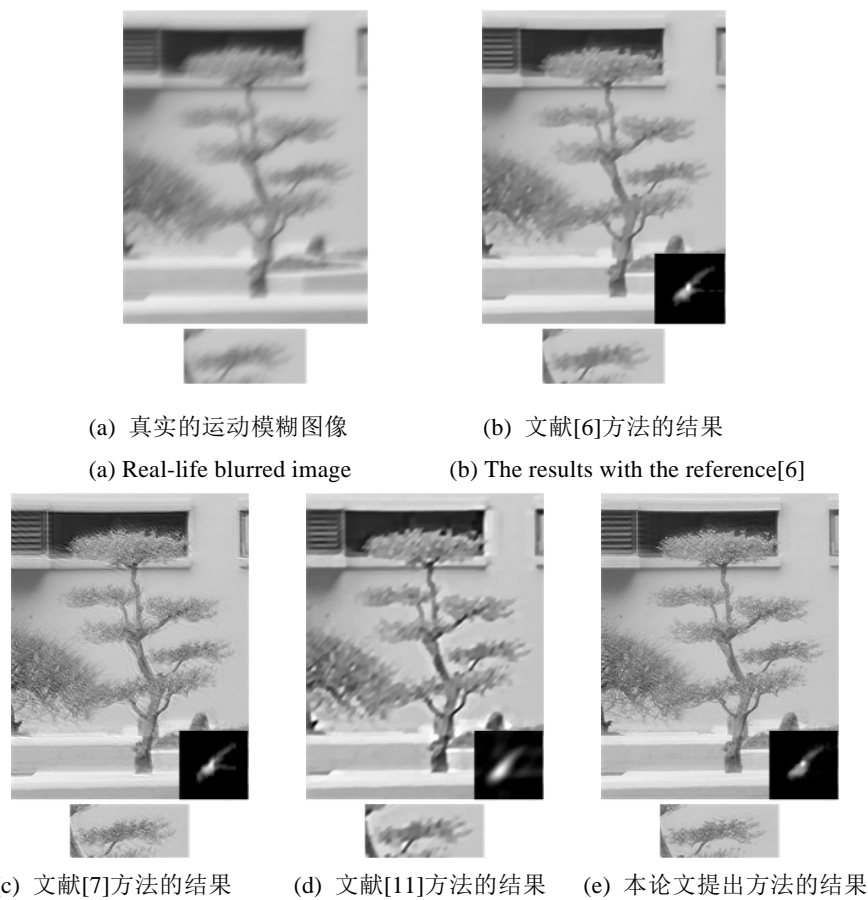 (a) 真实的运动模糊图像
(b) 文献[6]方法的结果
(a) Real-life blurred image
(b) The results with the reference[6]
c) 文献[7]方法的结果
(d) 文献[11]方法的结果
(e) 本论文提出方法的结果